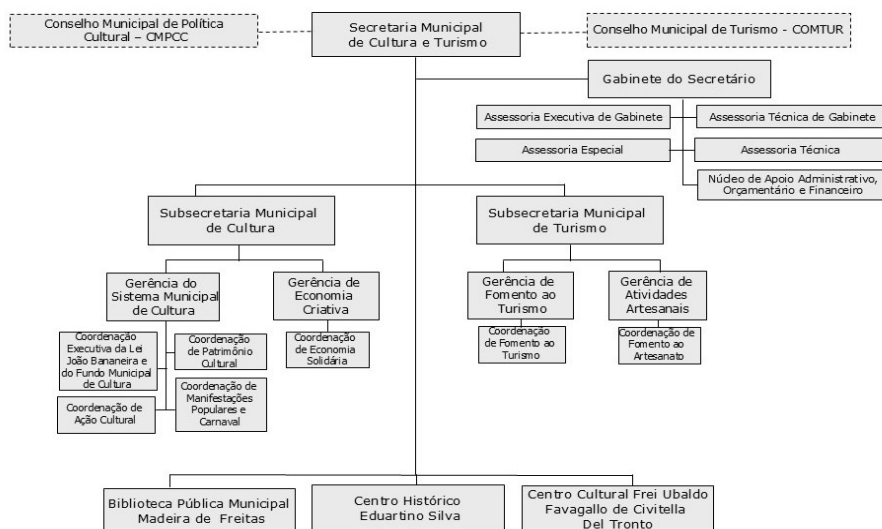 Conselho Municipal de Política
Cultural – CMPCC
Secretaria Municipal
de Cultura e Turismo
Conselho Municipal de Turismo - COMTUR
Gabinete do Secretário
Assessoria Executiva de Gabinete
Assessoria Técnica de Gabinete
Assessoria Especial
Assessoria Técnica
Núcleo de Apoio Administrativo,
Orçamentário e Financeiro
Subsecretaria Municipal
de Cultura
Subsecretaria Municipal
de Turismo
Gerência do
Sistema Municipal
de Cultura
Gerência de
Economia
Criativa
Gerência de
Fomento ao
Turismo
Gerência de
Atividades
Artesanais
Coordenação
Executiva da Lei
João Bananeira e
do Fundo Municipal
de Cultura
Coordenação
de Patrimônio
Cultural
Coordenação
de Economia
Solidária
Coordenação
de Fomento ao
Turismo
Coordenação de
Fomento ao
Artesanato
Coordenação de
Ação Cultural
Coordenação de
Manifestações
Populares e
Carnaval
Biblioteca Pública Municipal
Madeira de Freitas
Centro Histórico
Eduartino Silva
Centro Cultural Frei Ubaldo
Favagallo de Civitella
Del Tronto